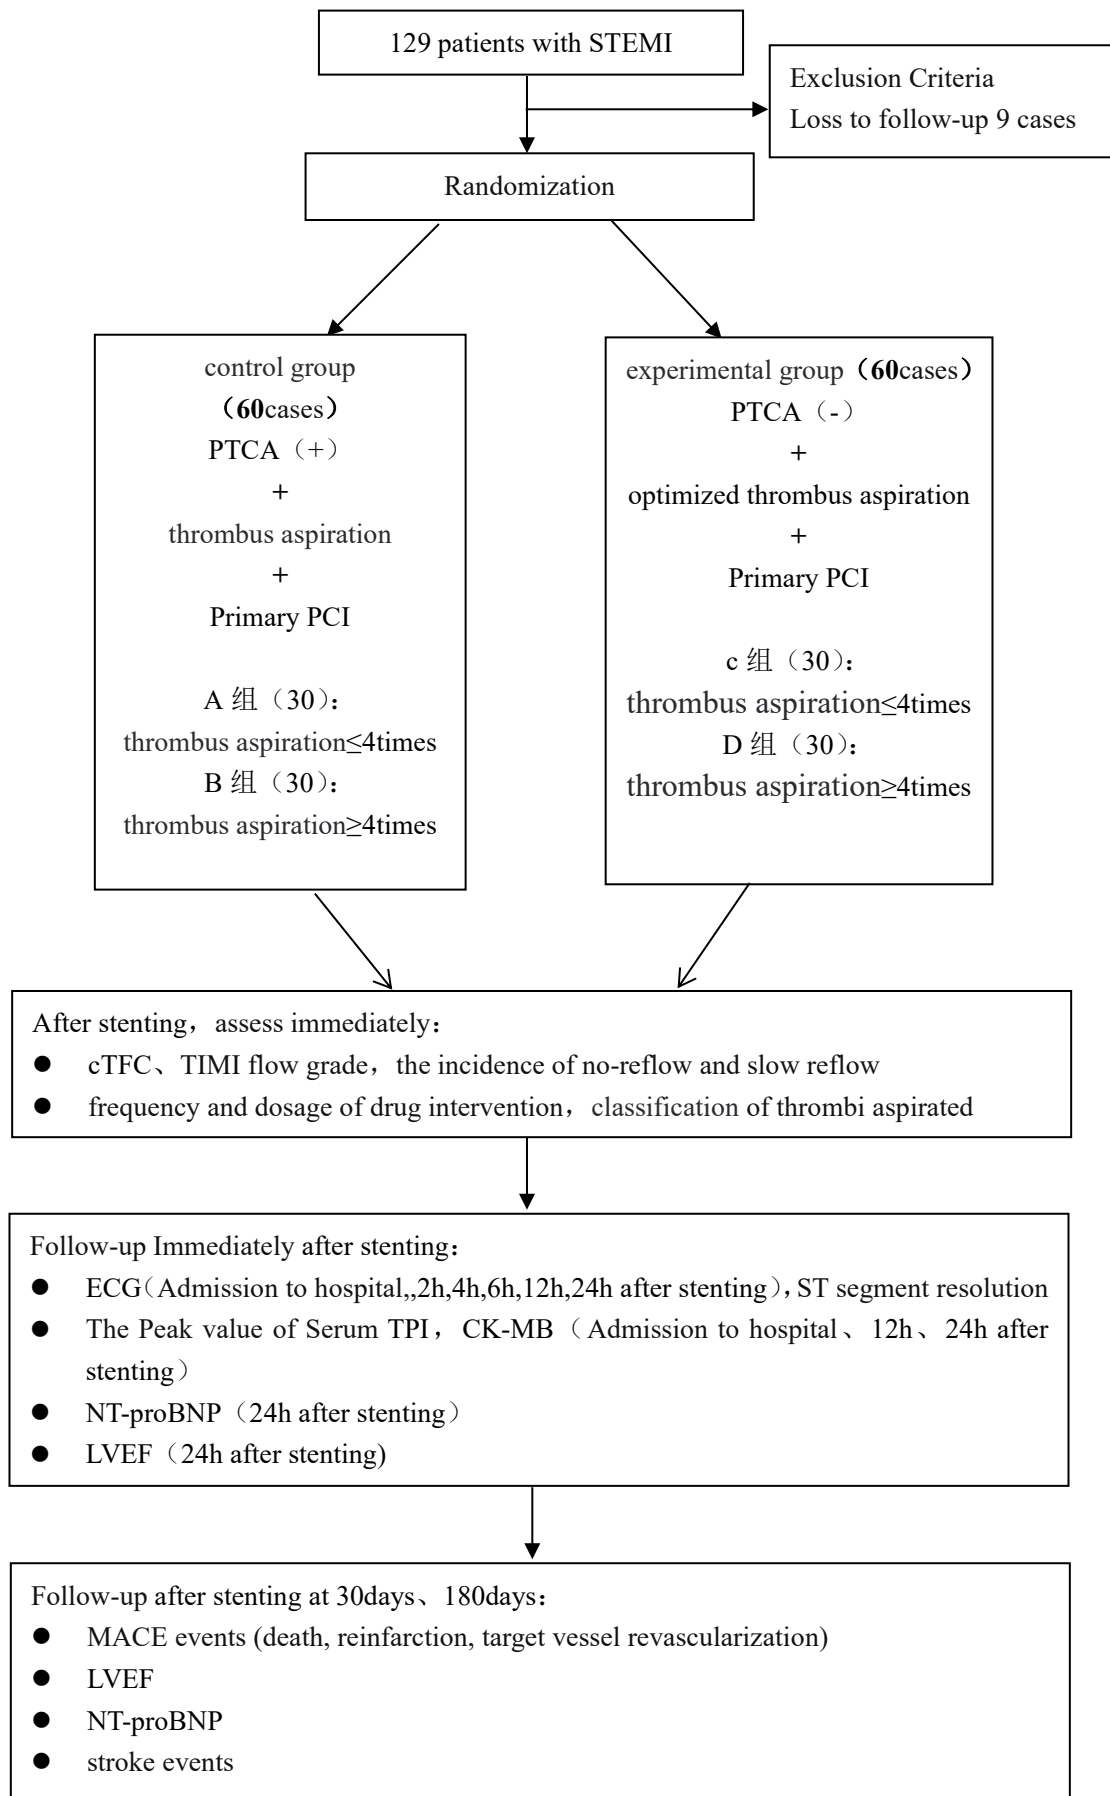 129 patients with STEMI
Exclusion Criteria
Loss to follow-up 9 cases
Randomization
control group
（60cases）
PTCA（+）
+
thrombus aspiration
+
Primary PCI
A 组（30）：
thrombus aspiration≤4times
B 组（30）：
thrombus aspiration≥4times
experimental group（60cases）
PTCA（-）
+
optimized thrombus aspiration
+
Primary PCI
c 组（30）：
thrombus aspiration≤4times
D 组（30）：
thrombus aspiration≥4times
After stenting，assess immediately：
● cTFC、TIMI flow grade，the incidence of no-reflow and slow reflow
● frequency and dosage of drug intervention，classification of thrombi aspirated
Follow-up Immediately after stenting：
● ECG（Admission to hospital,,2h,4h,6h,12h,24h after stenting），ST segment resolution
● The Peak value of Serum TPI，CK-MB（Admission to hospital、12h、24h after
stenting）
● NT-proBNP（24h after stenting）
● LVEF（24h after stenting)
Follow-up after stenting at 30days、180days：
● MACE events (death, reinfarction, target vessel revascularization)
● LVEF
● NT-proBNP
● stroke events